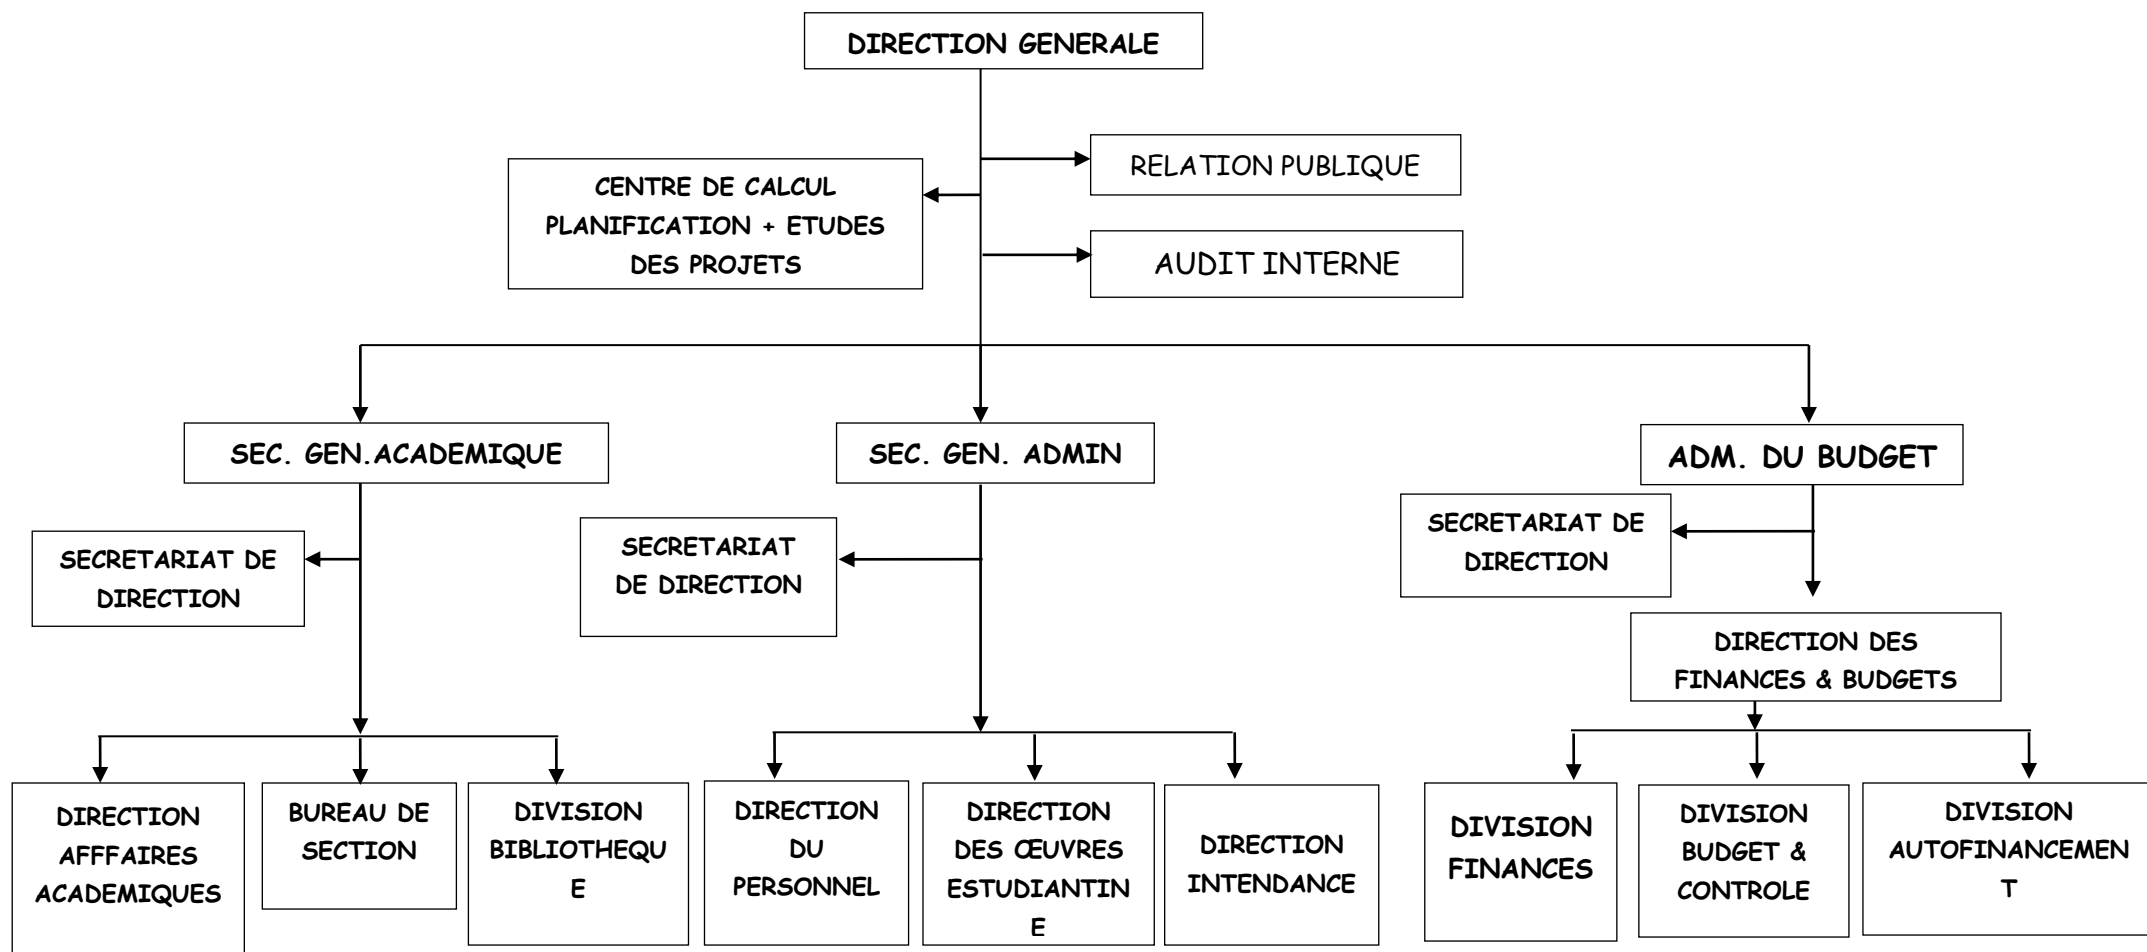 DIRECTION GENERALE
RELATION PUBLIQUE
CENTRE DE CALCUL
PLANIFICATION + ETUDES
DES PROJETS
AUDIT INTERNE
SEC. GEN.ACADEMIQUE
SEC. GEN. ADMIN
ADM. DU BUDGET
SECRETARIAT DE
DIRECTION
SECRETARIAT
DE DIRECTION
SECRETARIAT DE
DIRECTION
DIRECTION DES
FINANCES & BUDGETS
DIRECTION
AFFFAIRES
ACADEMIQUES
BUREAU DE
SECTION
DIVISION
BIBLIOTHEQU
E
DIRECTION
DU
PERSONNEL
DIRECTION
DES ŒUVRES
ESTUDIANTIN
E
DIRECTION
INTENDANCE
DIVISION
FINANCES
DIVISION
BUDGET &
CONTROLE
DIVISION
AUTOFINANCEMEN
T